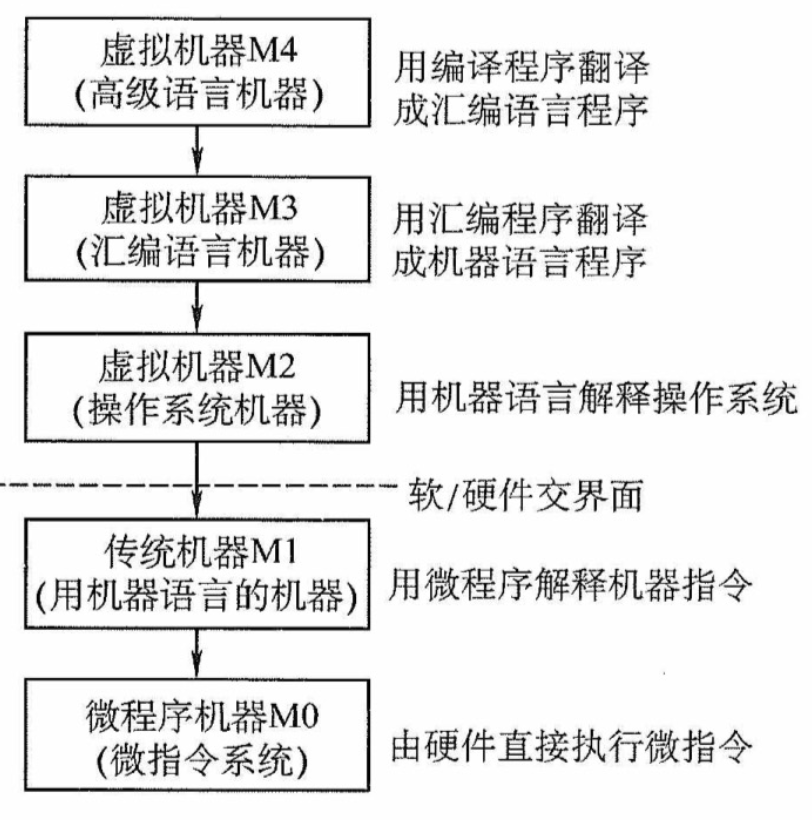 虚拟机器M4
(高级语言机器)
用编译程序翻译
成汇编语言程序
虚拟机器M3
(汇编语言机器)
用汇编程序翻译
成机器语言程序
虚拟机器M2
(操作系统机器)
用机器语言解释操作系统
软/硬件交界面
传统机器M1
(用机器语言的机器)
用微程序解释机器指令
微程序机器M0
(微指令系统)
由硬件直接执行微指令